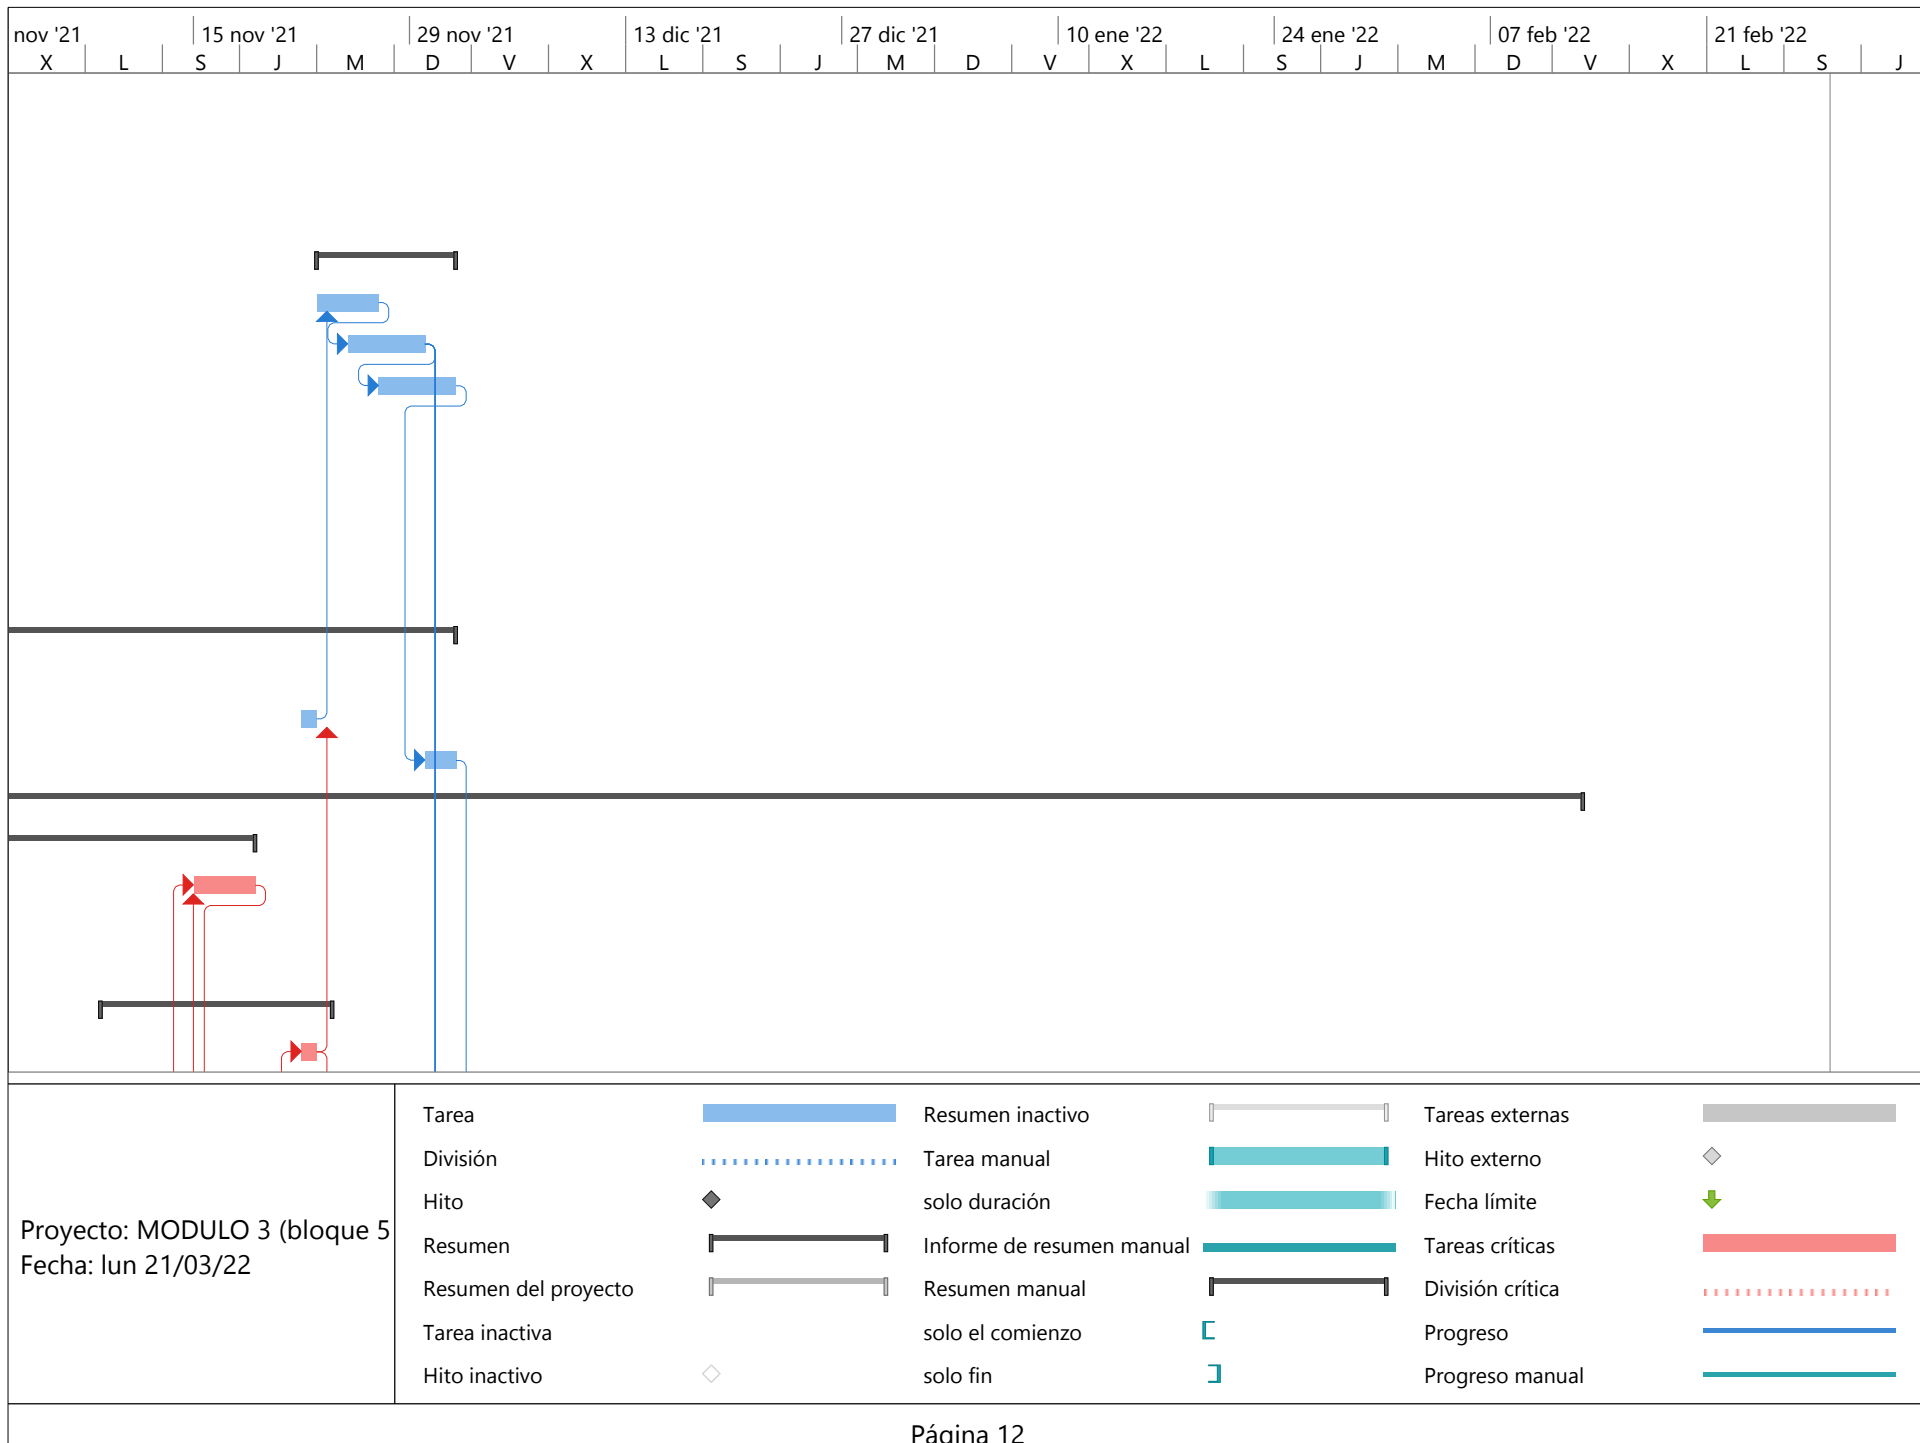 nov '21 15 nov '21 29 nov '21 13 dic '21 27 dic '21 10 ene '22 24 ene '22 07 feb '22 21 feb '22
X L S J M D V X L S J M D V X L S J M D V X L S J
Tarea Resumen inactivo Tareas externas
División Tarea manual Hito externo
Hito solo duración Fecha límite
Resumen Informe de resumen manual Tareas críticas
Resumen del proyecto Resumen manual División crítica
Tarea inactiva solo el comienzo Progreso
Hito inactivo solo fin Progreso manual
Proyecto: MODULO 3 (bloque 5
Fecha: lun 21/03/22
Página 12